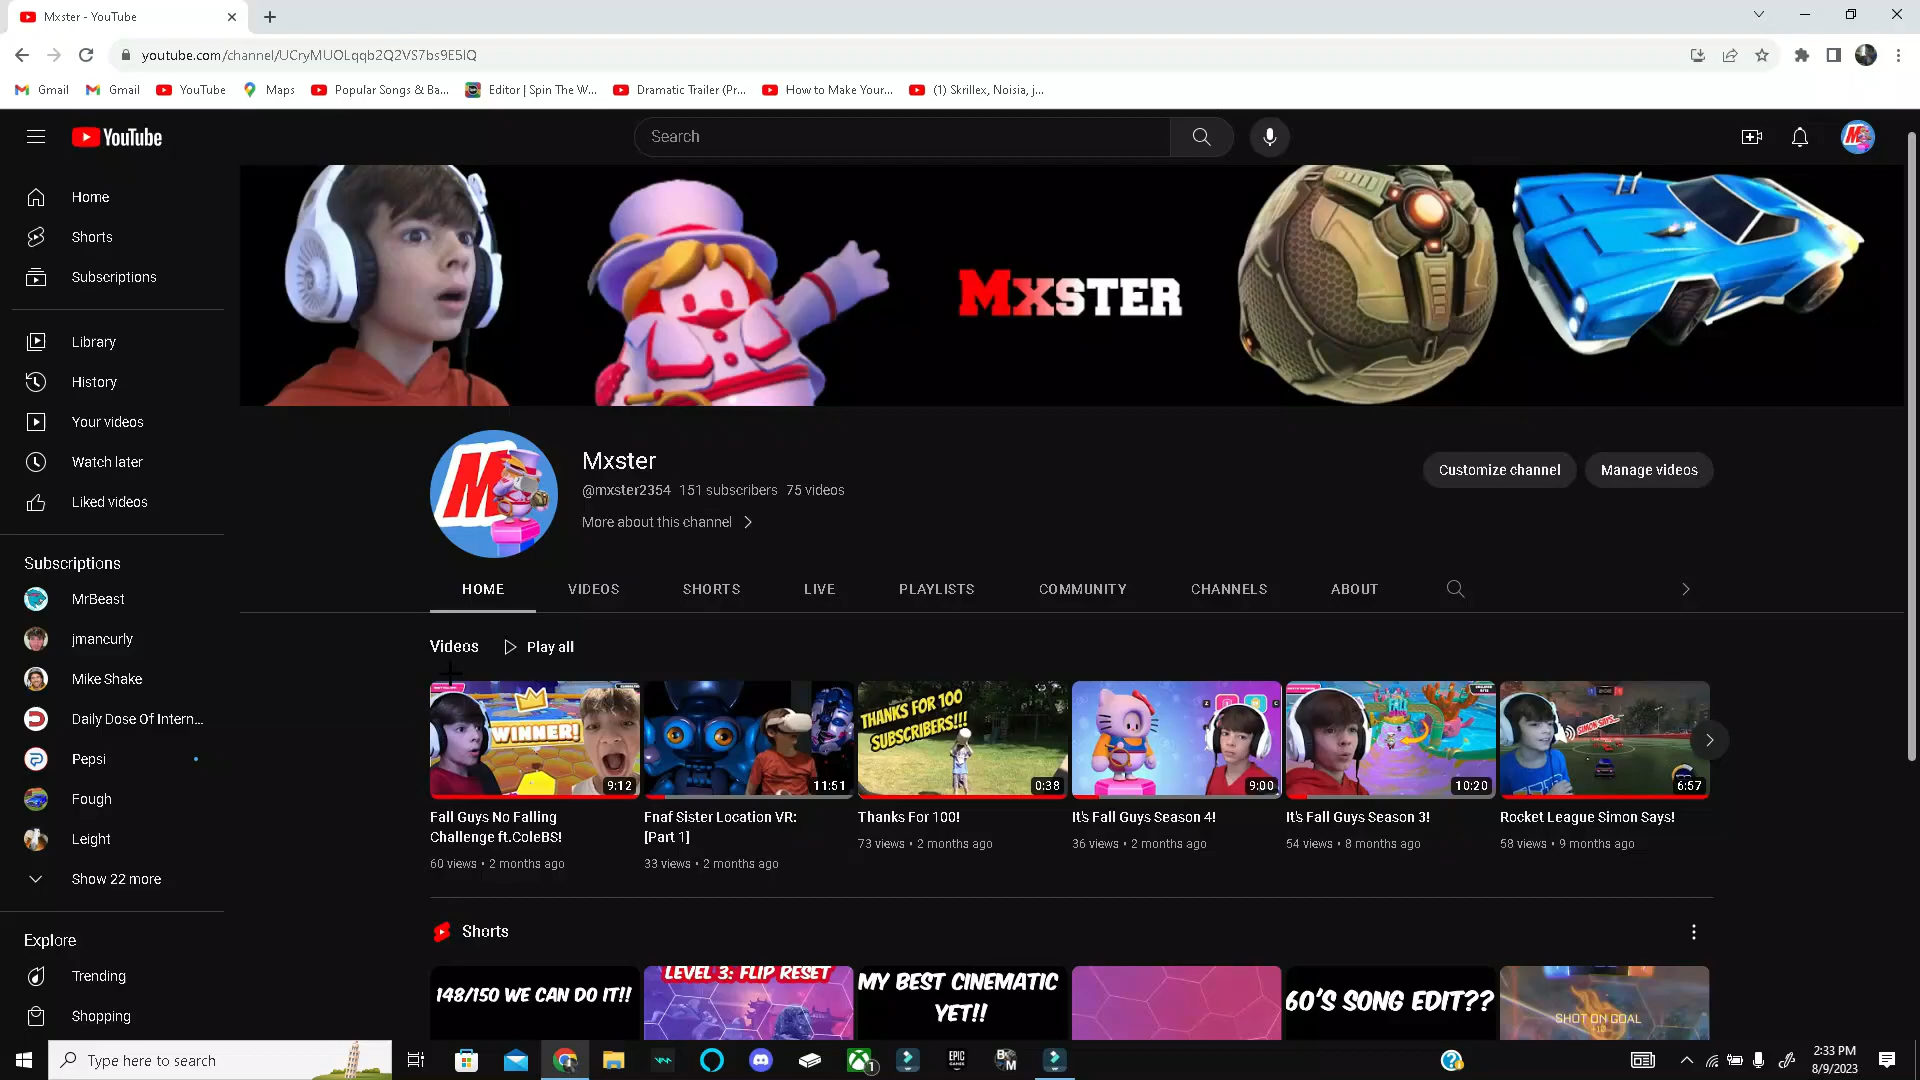 Mxster - YouTube
youtube.com/channel/UCryMUOLqqb2Q2VS7bs9E5lQ
Gmail
Gmail
YouTube
Maps
Popular Songs & Ba...
Editor | Spin The W...
Dramatic Trailer (Pr...
How to Make Your...
(1) Skrillex, Noisia, j...
YouTube
Search
Home
Shorts
Subscriptions
Library
History
Your videos
Watch later
Liked videos
Subscriptions
MrBeast
jmancurly
Mike Shake
Daily Dose Of Intern...
Pepsi
Fough
Leight
Show 22 more
Explore
Trending
Shopping
MXSTER
M
Mxster
@mxster2354 151 subscribers 75 videos
More about this channel
Customize channel
Manage videos
HOME
VIDEOS
SHORTS
LIVE
PLAYLISTS
COMMUNITY
CHANNELS
ABOUT
Videos
Play all
WINNER!
9:12
Fall Guys No Falling
Challenge ft.ColeBS!
60 views • 2 months ago
11:51
Fnaf Sister Location VR:
[Part 1]
33 views • 2 months ago
THANKS FOR 100
SUBSCRIBERS!!!
0:38
Thanks For 100!
73 views • 2 months ago
9:00
It's Fall Guys Season 4!
36 views • 2 months ago
10:20
It's Fall Guys Season 3!
54 views • 8 months ago
SIMON SAYS...
6:57
Rocket League Simon Says!
58 views • 9 months ago
Shorts
148/150 WE CAN DO IT!!
LEVEL 3: FLIP RESET
MY BEST CINEMATIC
YET!!
60'S SONG EDIT??
SHOT ON GOAL
+10
Type here to search
EPIC
GAMES
1
2:33 PM
8/9/2023